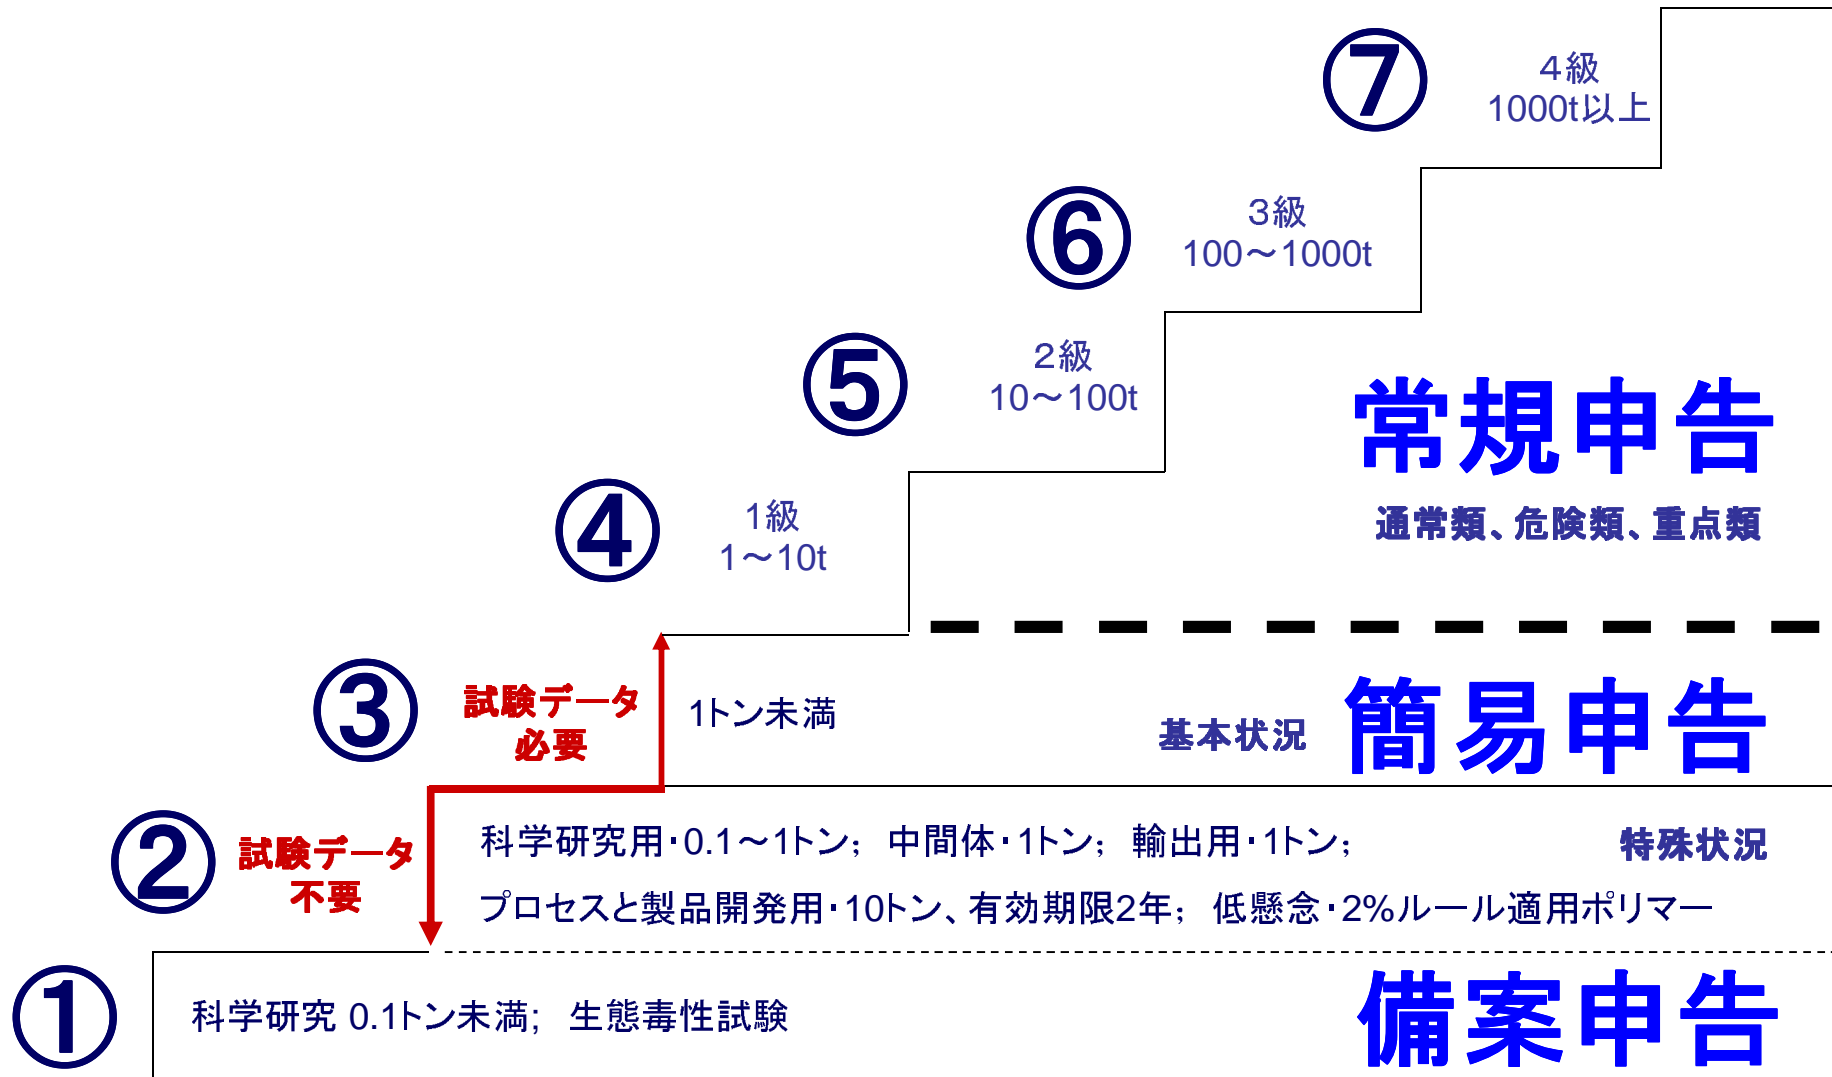 ⑦
４級
1000t以上
⑥
３級
100～1000t
⑤
２級
10～100t
常規申告
通常類、危険類、重点類
④
1級
1～10t
③
試験データ
必要
1トン未満
基本状況
簡易申告
②
試験データ
不要
科学研究用・0.1～1トン; 中間体・1トン; 輸出用・1トン;
特殊状況
プロセスと製品開発用・10トン、有効期限2年; 低懸念・2%ルール適用ポリマー
①
科学研究 0.1トン未満; 生態毒性試験
備案申告